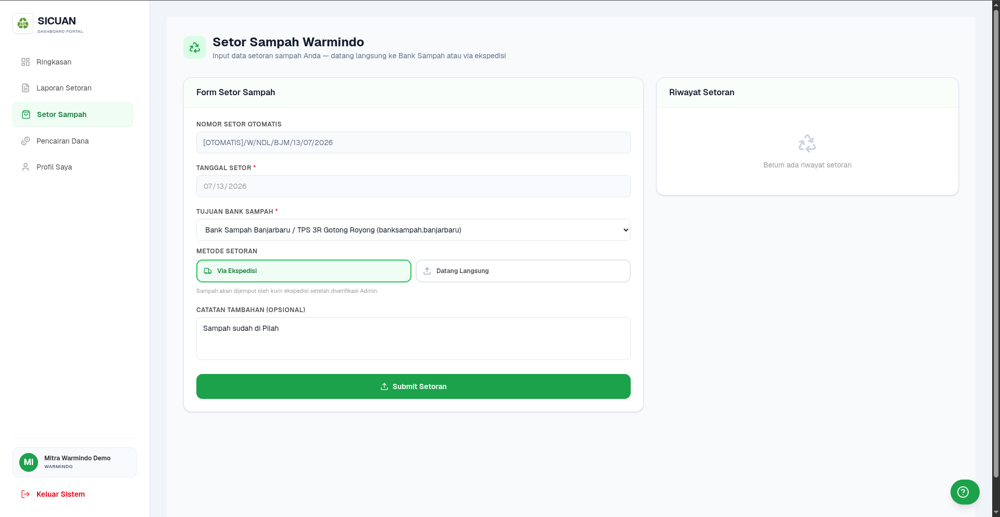 SICUAN
DASHBOARD PORTAL
Ringkasan
Laporan Setoran
Setor Sampah
Pencairan Dana
Profil Saya
Mitra Warmindo Demo
MI
WARMINDO
Keluar Sistem
Setor Sampah Warmindo
Input data setoran sampah Anda — datang langsung ke Bank Sampah atau via ekspedisi
Form Setor Sampah
NOMOR SETOR OTOMATIS
[OTOMATIS]/W/NDL/BJM/13/07/2026
TANGGAL SETOR *
07/13/2026
TUJUAN BANK SAMPAH *
Bank Sampah Banjarbaru / TPS 3R Gotong Royong (banksampah.banjarbaru)
METODE SETORAN
Via Ekspedisi
Datang Langsung
Sampah akan dijemput oleh kurir ekspedisi setelah diverifikasi Admin.
CATATAN TAMBAHAN (OPSIONAL)
Sampah sudah di Pilah
Submit Setoran
Riwayat Setoran
Belum ada riwayat setoran